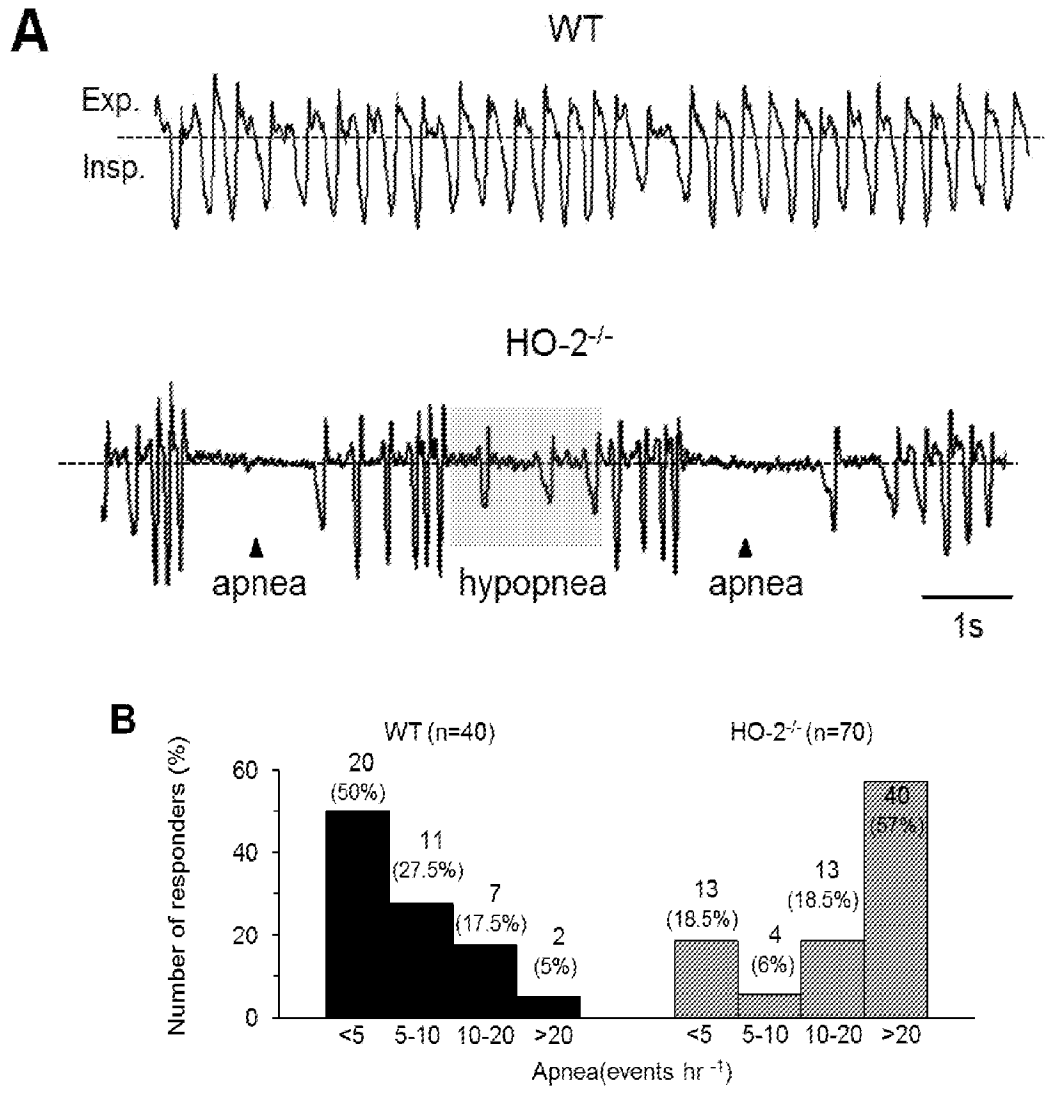 A
WT
Exp.
Insp.
HO-2-/-
apnea
hypopnea
apnea
1s
B
WT (n=40)
HO-2-/- (n=70)
Number of responders (%)
60
40
20
0
20
(50%)
11
(27.5%)
7
(17.5%)
2
(5%)
13
(18.5%)
4
(6%)
13
(18.5%)
40
(57%)
<5 5-10 10-20 >20
<5 5-10 10-20 >20
Apnea(events hr -1)